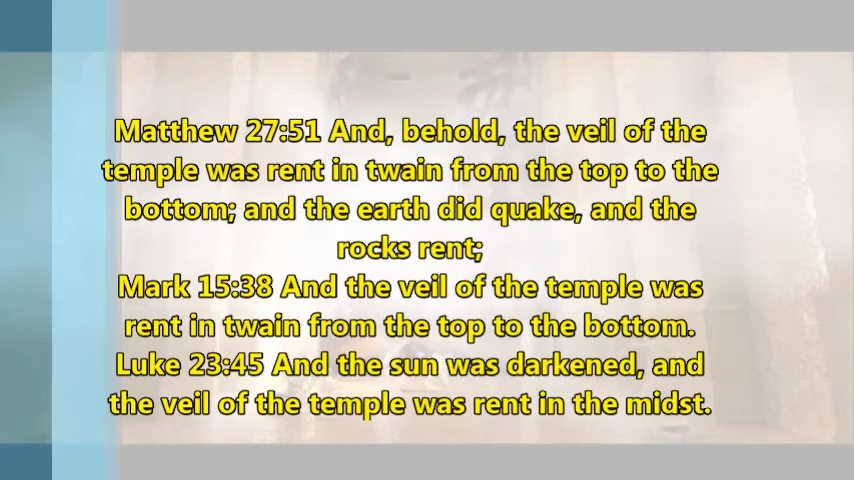 Matthew 27:51 And, behold, the veil of the
temple was rent in twain from the top to the
bottom; and the earth did quake, and the
rocks rent;
Mark 15:38 And the veil of the temple was
rent in twain from the top to the bottom.
Luke 23:45 And the sun was darkened, and
the veil of the temple was rent in the midst.